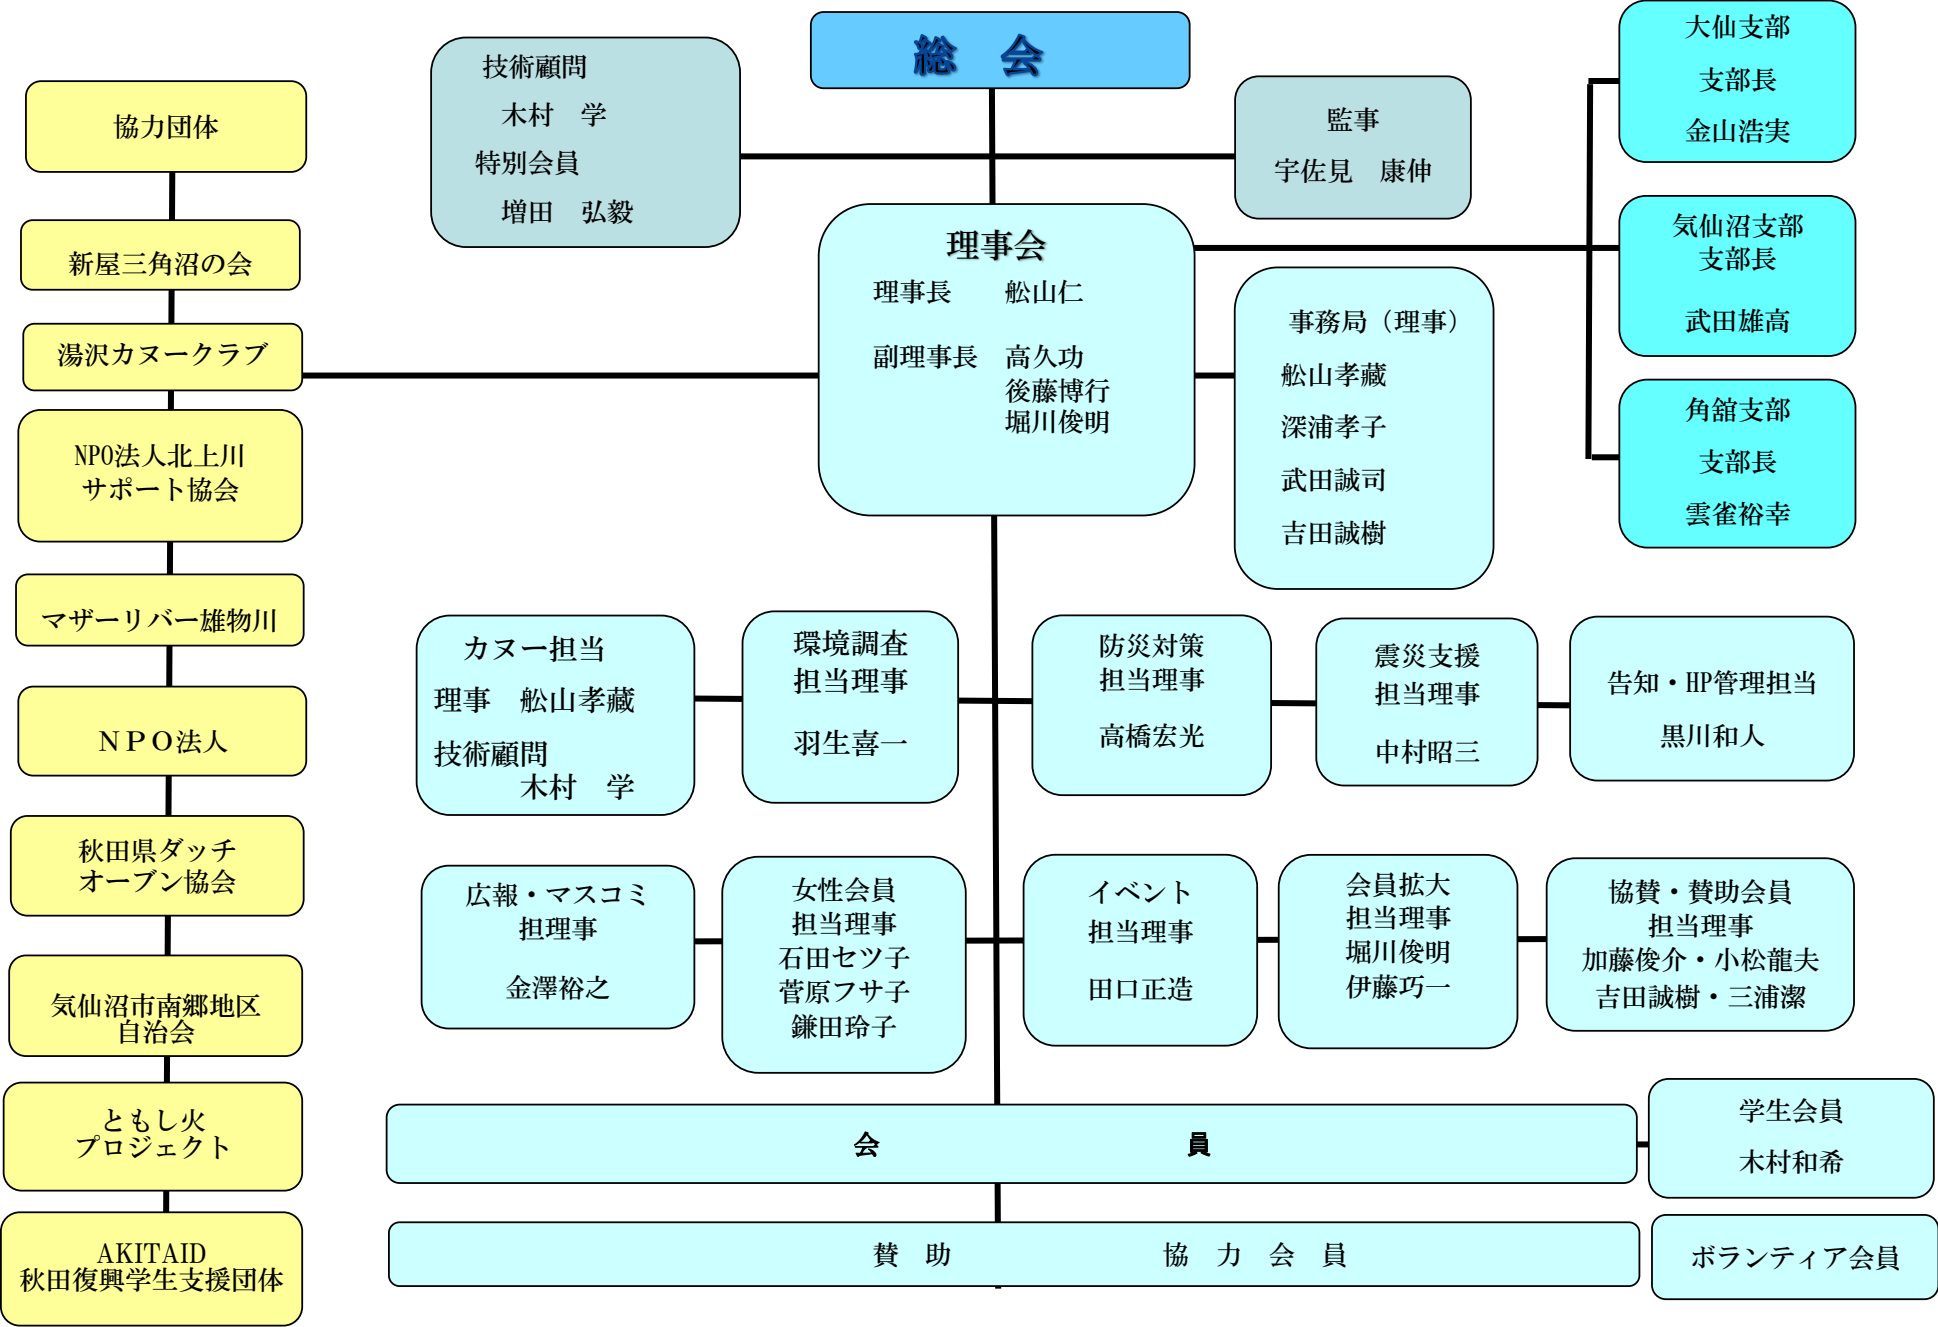 総　会
技術顧問
木村　学
特別会員
増田　弘毅
監事
宇佐見　康伸
大仙支部
支部長
金山浩実
気仙沼支部
支部長
武田雄高
角舘支部
支部長
雲雀裕幸
理事会
理事長　　舩山仁
副理事長　高久功
後藤博行
堀川俊明
事務局（理事）
舩山孝藏
深浦孝子
武田誠司
吉田誠樹
協力団体
新屋三角沼の会
湯沢カヌークラブ
NPO法人北上川
サポート協会
マザーリバー雄物川
ＮＰＯ法人
秋田県ダッチ
オーブン協会
気仙沼市南郷地区
自治会
ともし火
プロジェクト
AKITAID
秋田復興学生支援団体
カヌー担当
理事　舩山孝藏
技術顧問
木村　学
環境調査
担当理事
羽生喜一
防災対策
担当理事
高橋宏光
震災支援
担当理事
中村昭三
告知・HP管理担当
黒川和人
広報・マスコミ
担理事
金澤裕之
女性会員
担当理事
石田セツ子
菅原フサ子
鎌田玲子
イベント
担当理事
田口正造
会員拡大
担当理事
堀川俊明
伊藤巧一
協賛・賛助会員
担当理事
加藤俊介・小松龍夫
吉田誠樹・三浦潔
会　　　員
学生会員
木村和希
賛　助　　　協　力　会　員
ボランティア会員